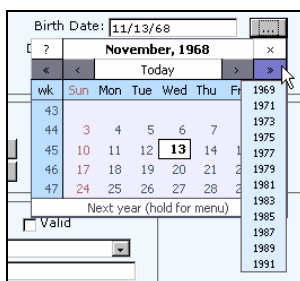 Birth Date: 11/13/68 ...
? November, 1968 ×
« ‹ Today › »
wk Sun Mon Tue Wed Thu 1969
43 1971
44 3 4 5 6 7 1973
45 10 11 12 13 14 1975
46 17 18 19 20 21 1977
47 24 25 26 27 28 1979
Next year (hold for menu)
1981
1983
1985
1987
1989
1991
Valid